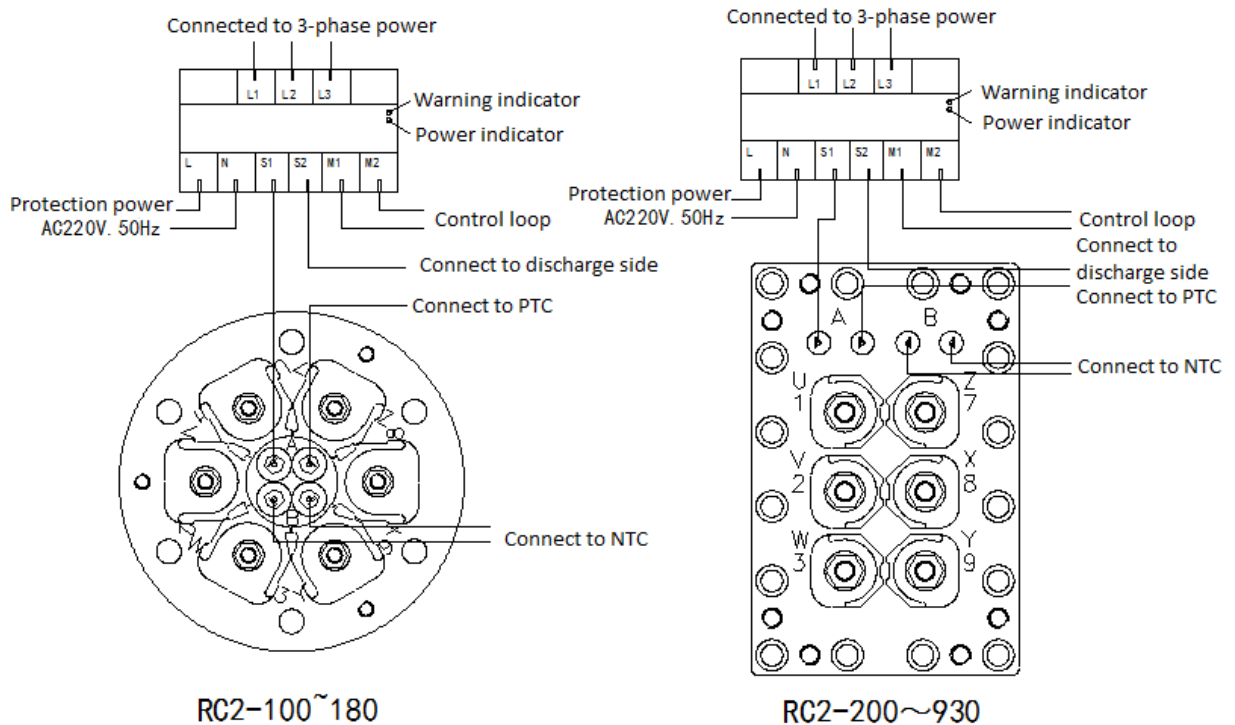 Connected to 3-phase power
L1 L2 L3
Warning indicator
Power indicator
L N S1 S2 M1 M2
Protection power
AC220V. 50Hz
Control loop
Connect to discharge side
Connect to PTC
A
B
Connect to NTC
RC2-100~180
Connected to 3-phase power
L1 L2 L3
Warning indicator
Power indicator
L N S1 S2 M1 M2
Protection power
AC220V. 50Hz
Control loop
Connect to
discharge side
Connect to PTC
A B
Connect to NTC
U Z
1 7
V X
2 8
W Y
3 9
RC2-200～930